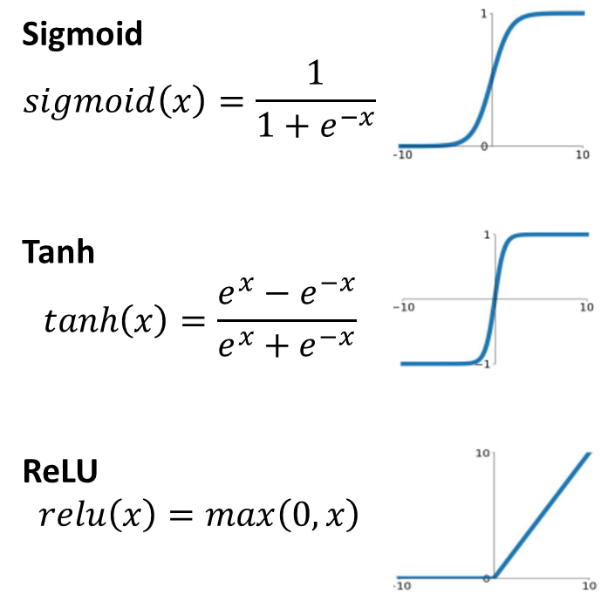 Sigmoid
sigmoid(x) = 1 / (1 + e^{-x})
1
0
-10
10
Tanh
tanh(x) = (e^x − e^{-x}) / (e^x + e^{-x})
1
-10
10
-1
ReLU
relu(x) = max(0, x)
10
0
-10
10